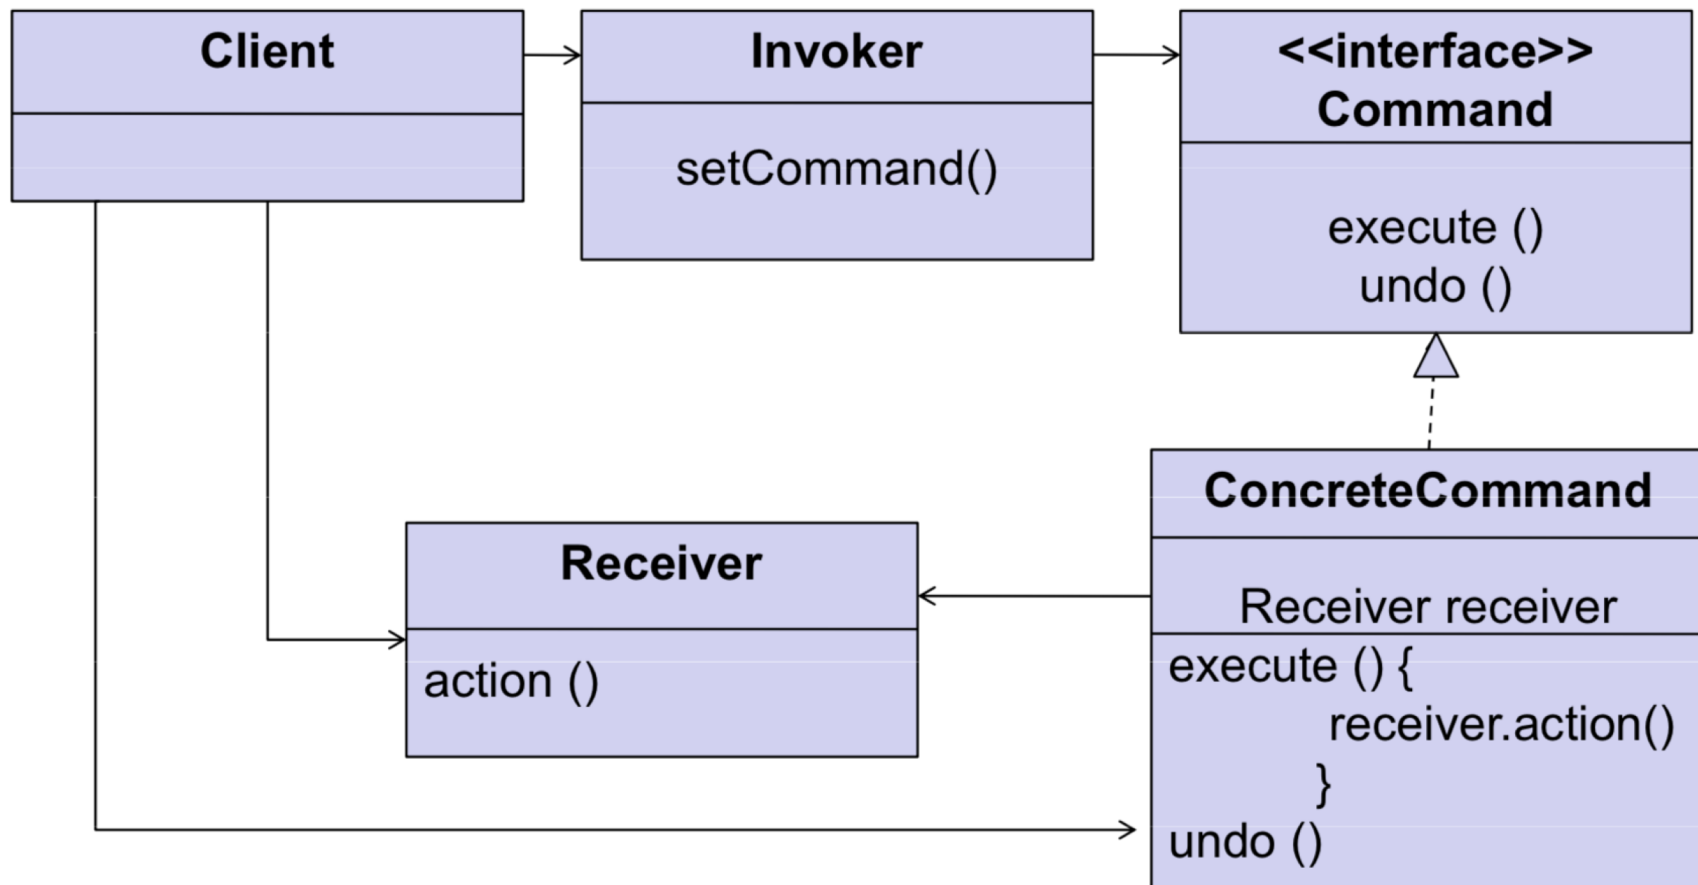 Client
Invoker
setCommand()
<<interface>>
Command
execute ()
undo ()
Receiver
action ()
ConcreteCommand
Receiver receiver
execute () {
receiver.action()
}
undo ()